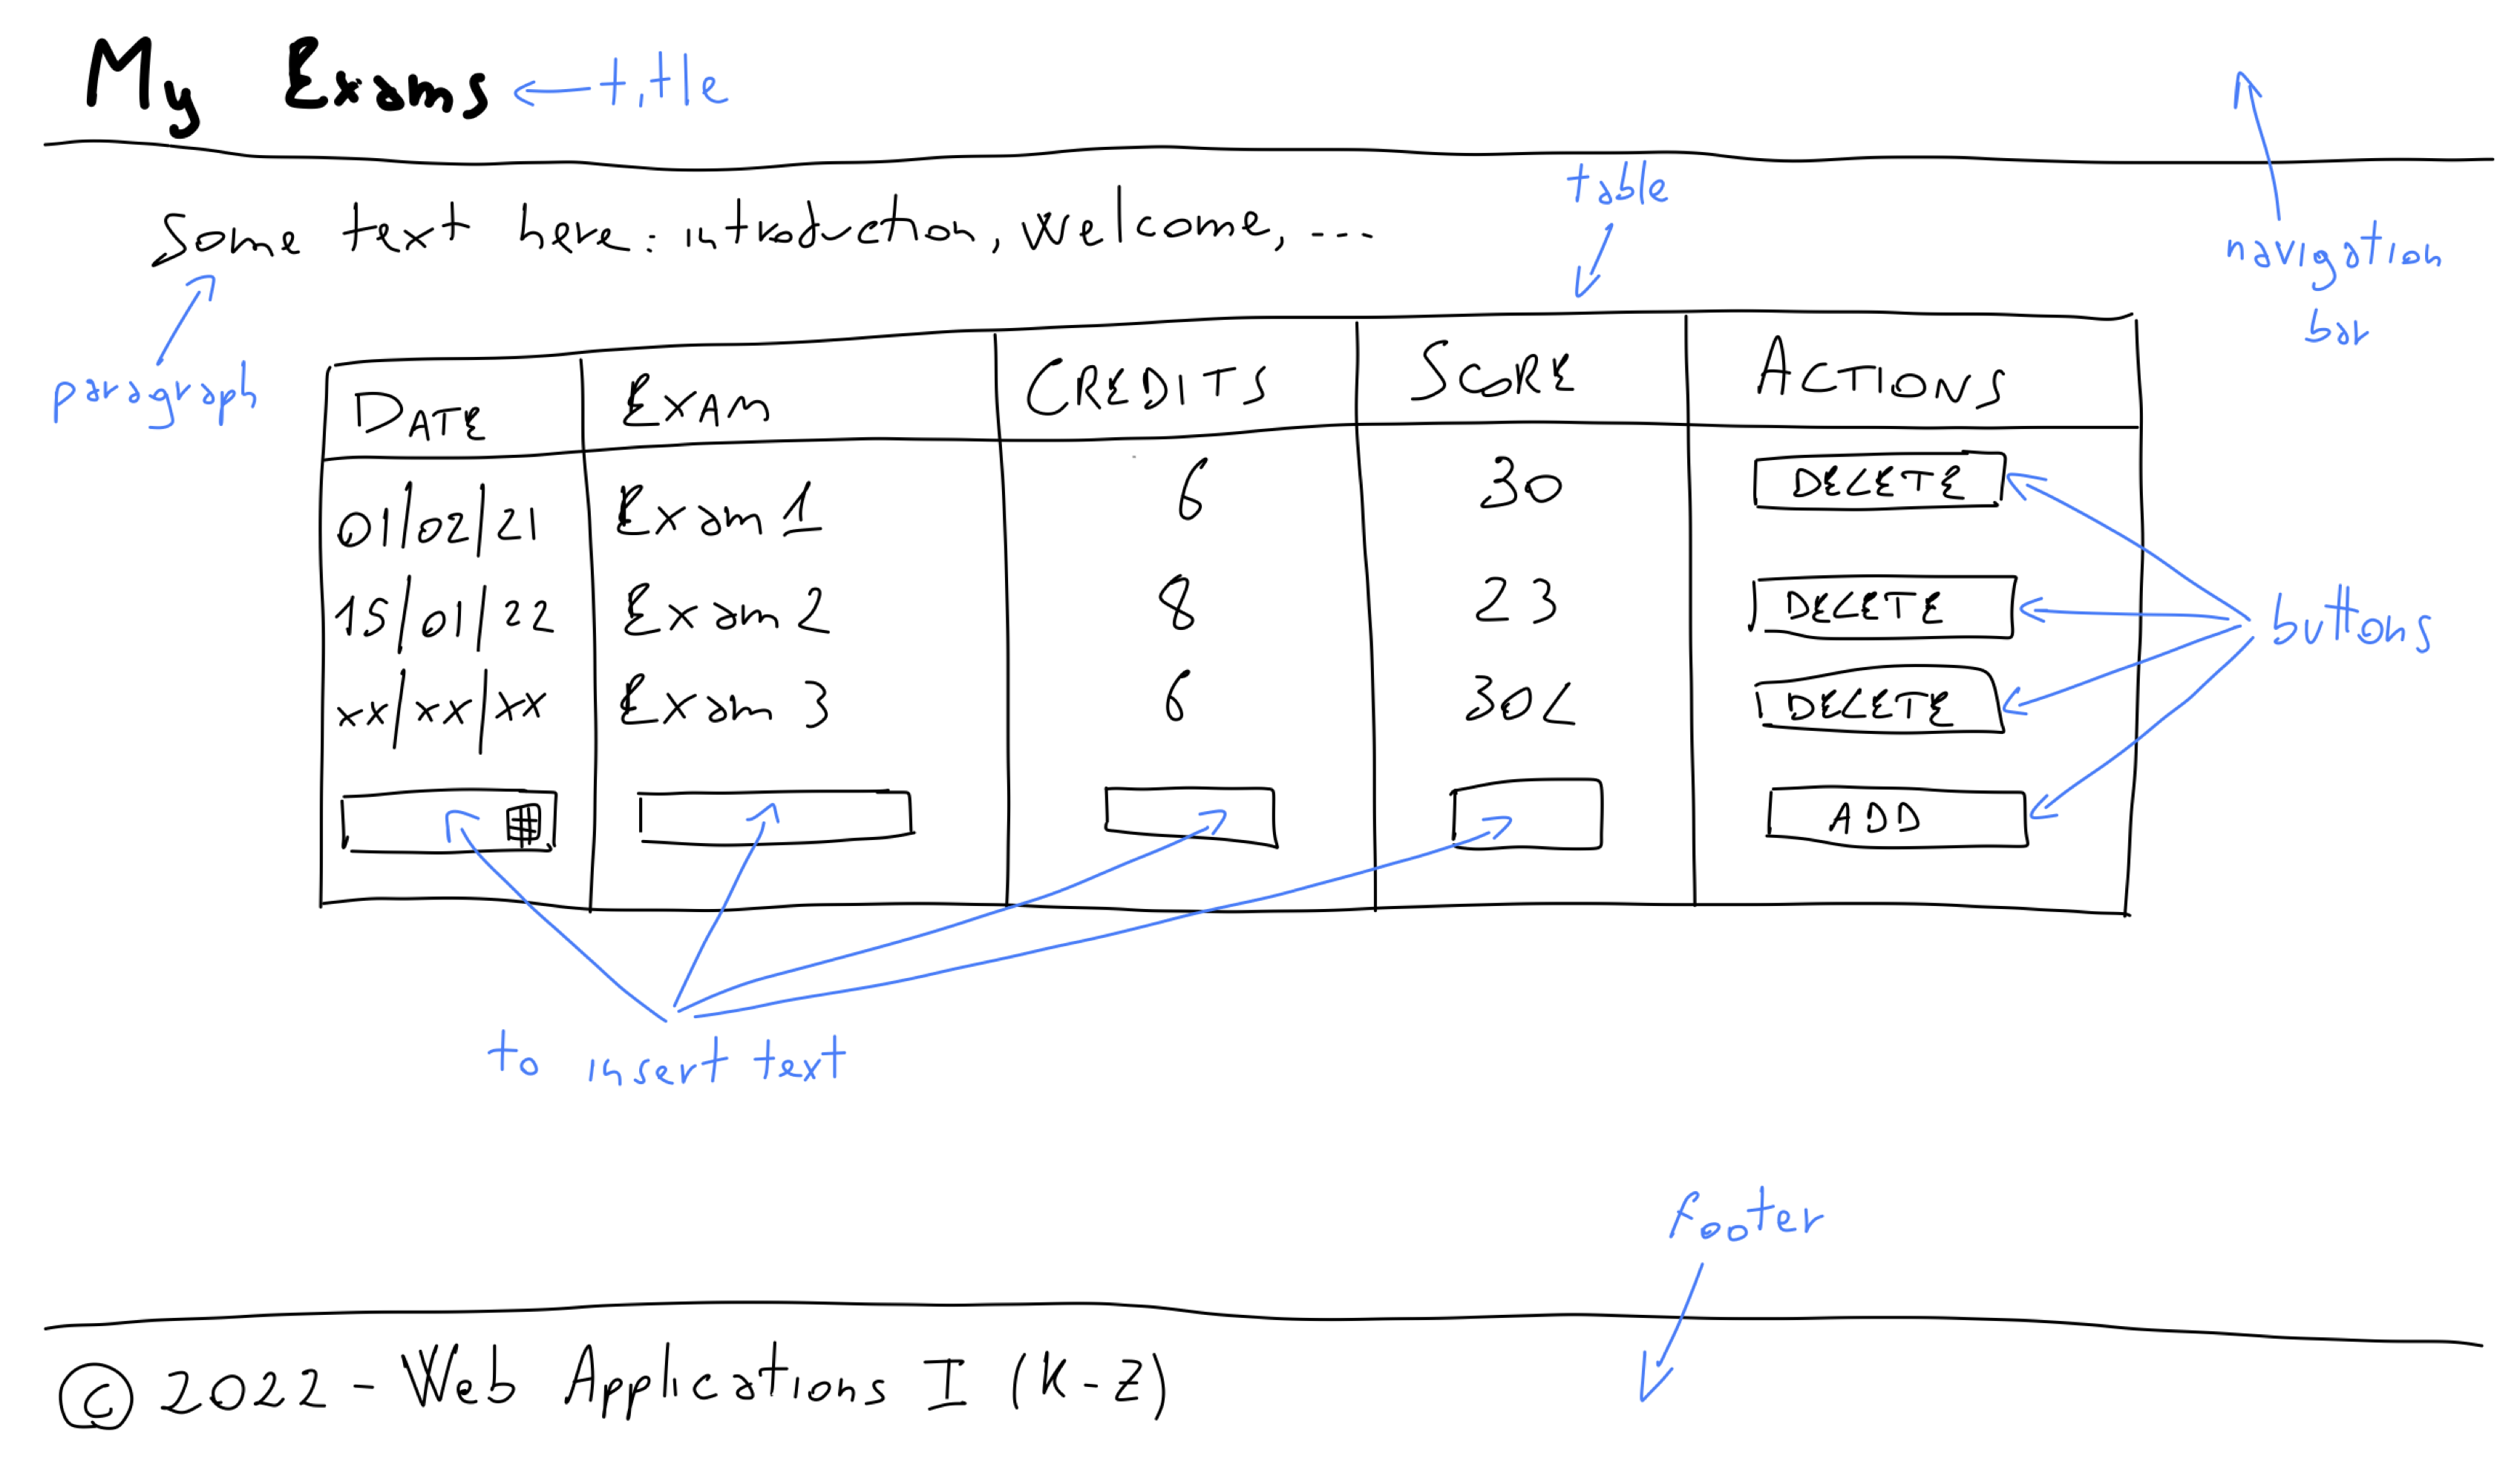 My Exams
title
table
Some text here: introduction, welcome, ---
navigation
bar
paragraph
DATE EXAM CREDITS SCORE ACTIONS
01/02/21 Exam 1 6 30 DELETE
15/01/22 Exam 2 8 23 DELETE
buttons
xx/xx/xx Exam 3 6 30L DELETE
ADD
to insert text
footer
© 2022 - Web Applications I (K-Z)